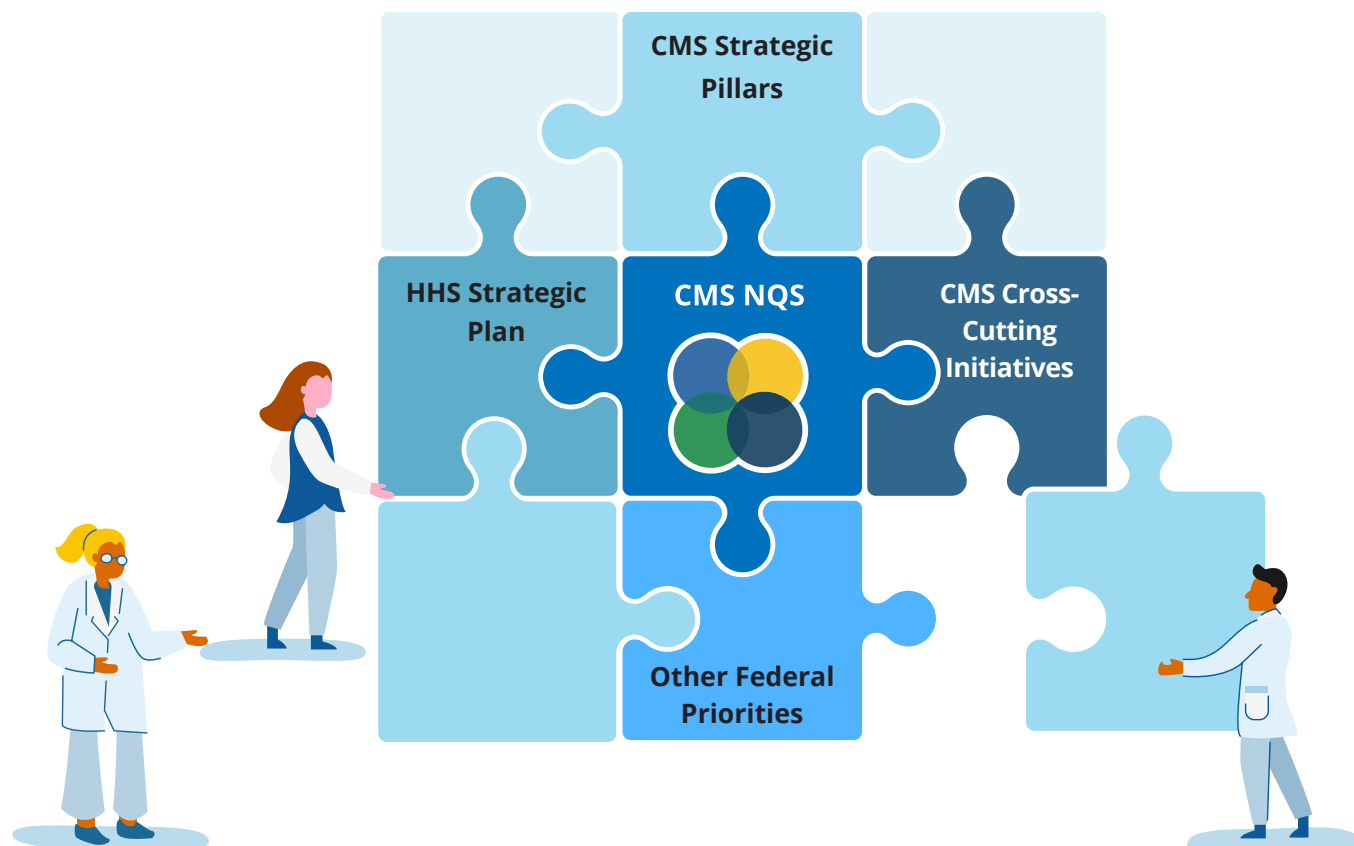 CMS Strategic
Pillars
HHS Strategic
Plan
CMS NQS
CMS Cross-
Cutting
Initiatives
Other Federal
Priorities